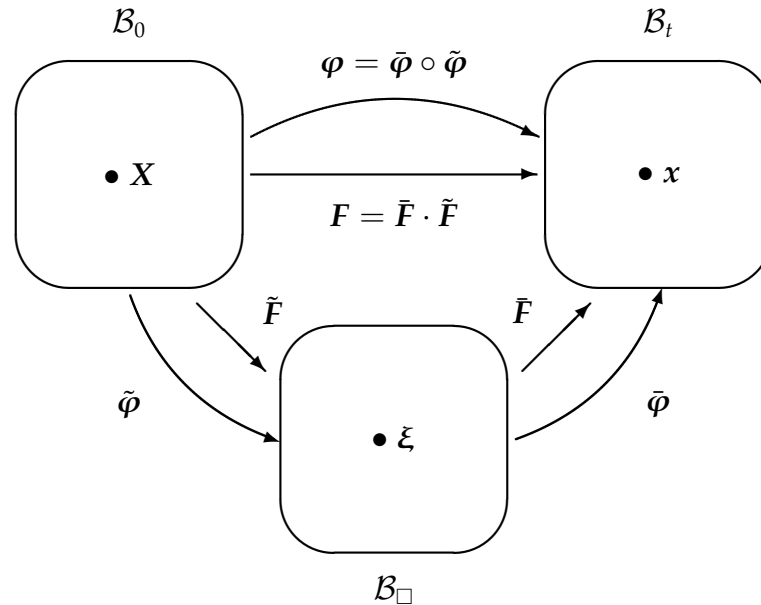 𝓑₀
𝓑ₜ
φ = φ̄ ∘ φ̃
X
x
F = F̄ · F̃
F̃
F̄
φ̃
ξ
φ̄
𝓑□